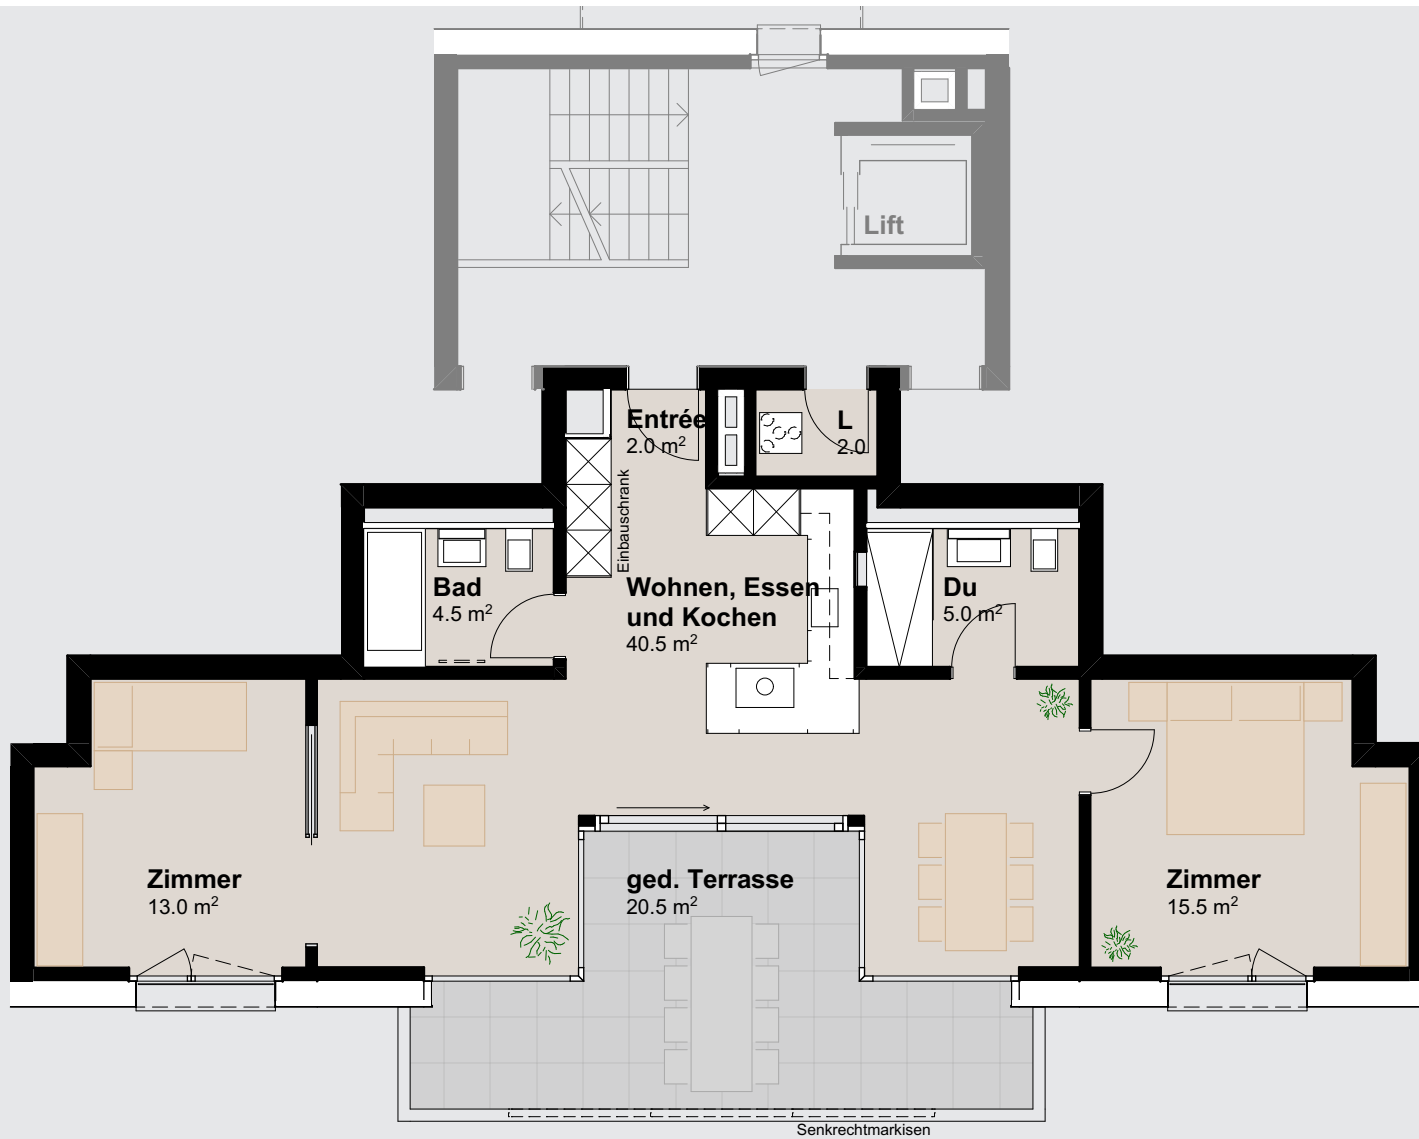 Lift
Entrée
2.0 m²
L
2.0
Einbauschrank
Bad
4.5 m²
Wohnen, Essen
und Kochen
40.5 m²
Du
5.0 m²
Zimmer
13.0 m²
ged. Terrasse
20.5 m²
Zimmer
15.5 m²
Senkrechtmarkisen